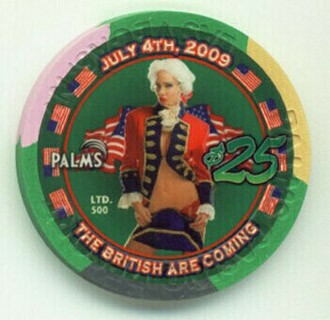 JULY 4TH, 2009
PALMS
$25
LTD.
500
THE BRITISH ARE COMING